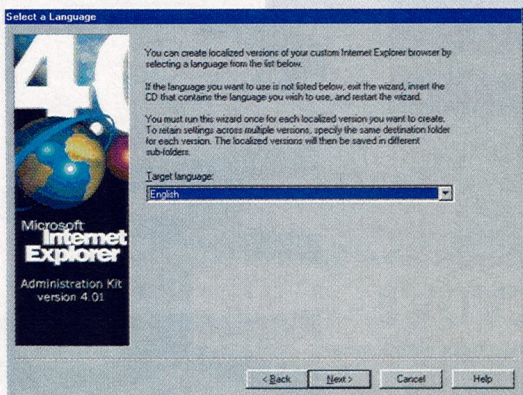 Select a Language
4.0
You can create localized versions of your custom Internet Explorer browser by
selecting a language from the list below.
If the language you want to use is not listed below, exit the wizard, insert the
CD that contains the language you wish to use, and restart the wizard.
You must run this wizard once for each localized version you want to create.
To retain settings across multiple versions, specify the same destination folder
for each version. The localized versions will then be saved in different
sub-folders.
Target language:
English
Microsoft
Internet
Explorer
Administration Kit
version 4.01
< Back
Next >
Cancel
Help